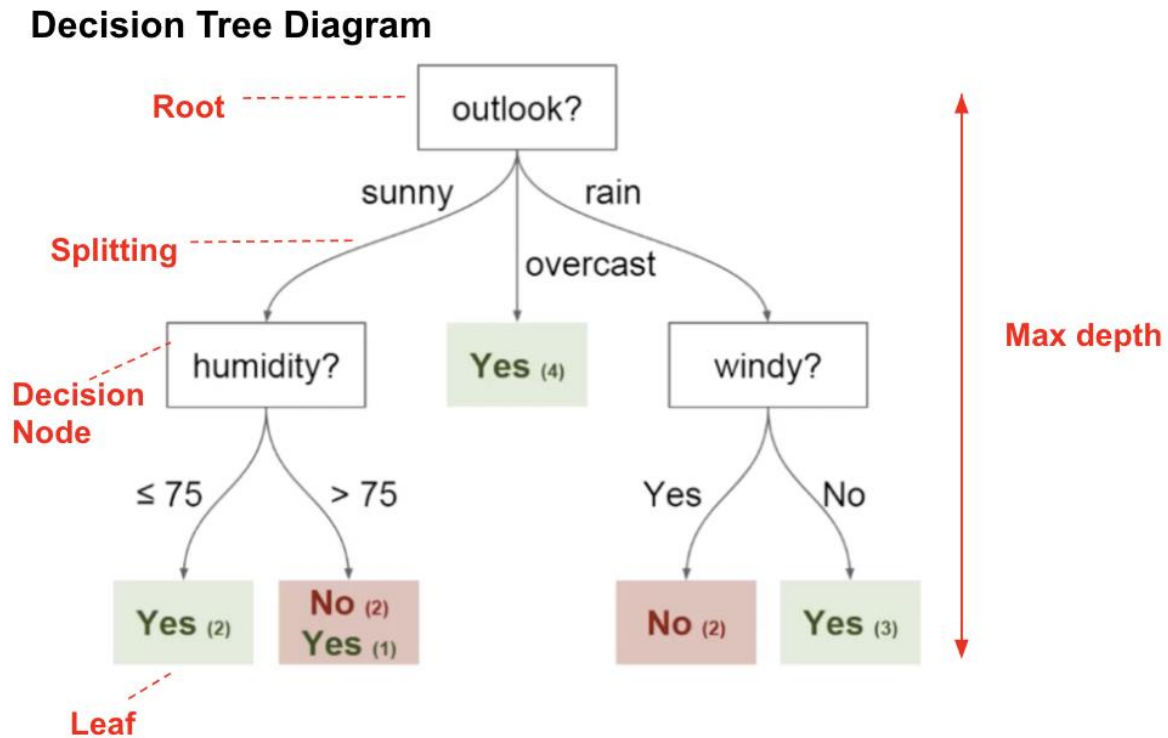 Decision Tree Diagram
Root
outlook?
sunny
rain
Splitting
overcast
Max depth
humidity?
Yes (4)
windy?
Decision
Node
≤ 75
> 75
Yes
No
Yes (2)
No (2)
Yes (1)
No (2)
Yes (3)
Leaf